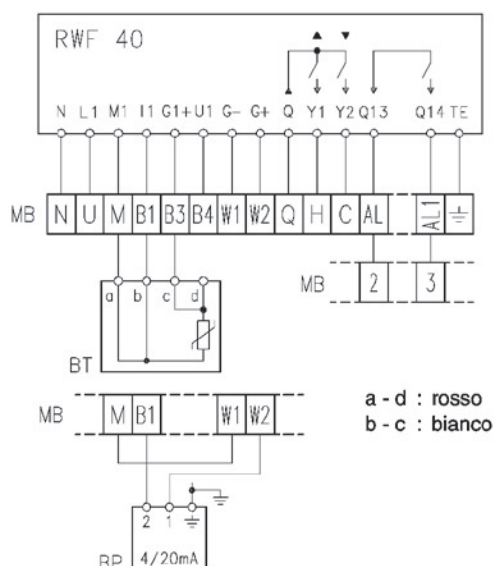 RWF 40
N L1 M1 I1 G1+ U1 G- G+ Q Y1 Y2 Q13 Q14 TE
MB N U M B1 B3 B4 W1 W2 Q H C AL AL1
MB 2 3
a b c d
BT
a - d : rosso
b - c : bianco
MB M B1 W1 W2
2 1
BP 4/20mA